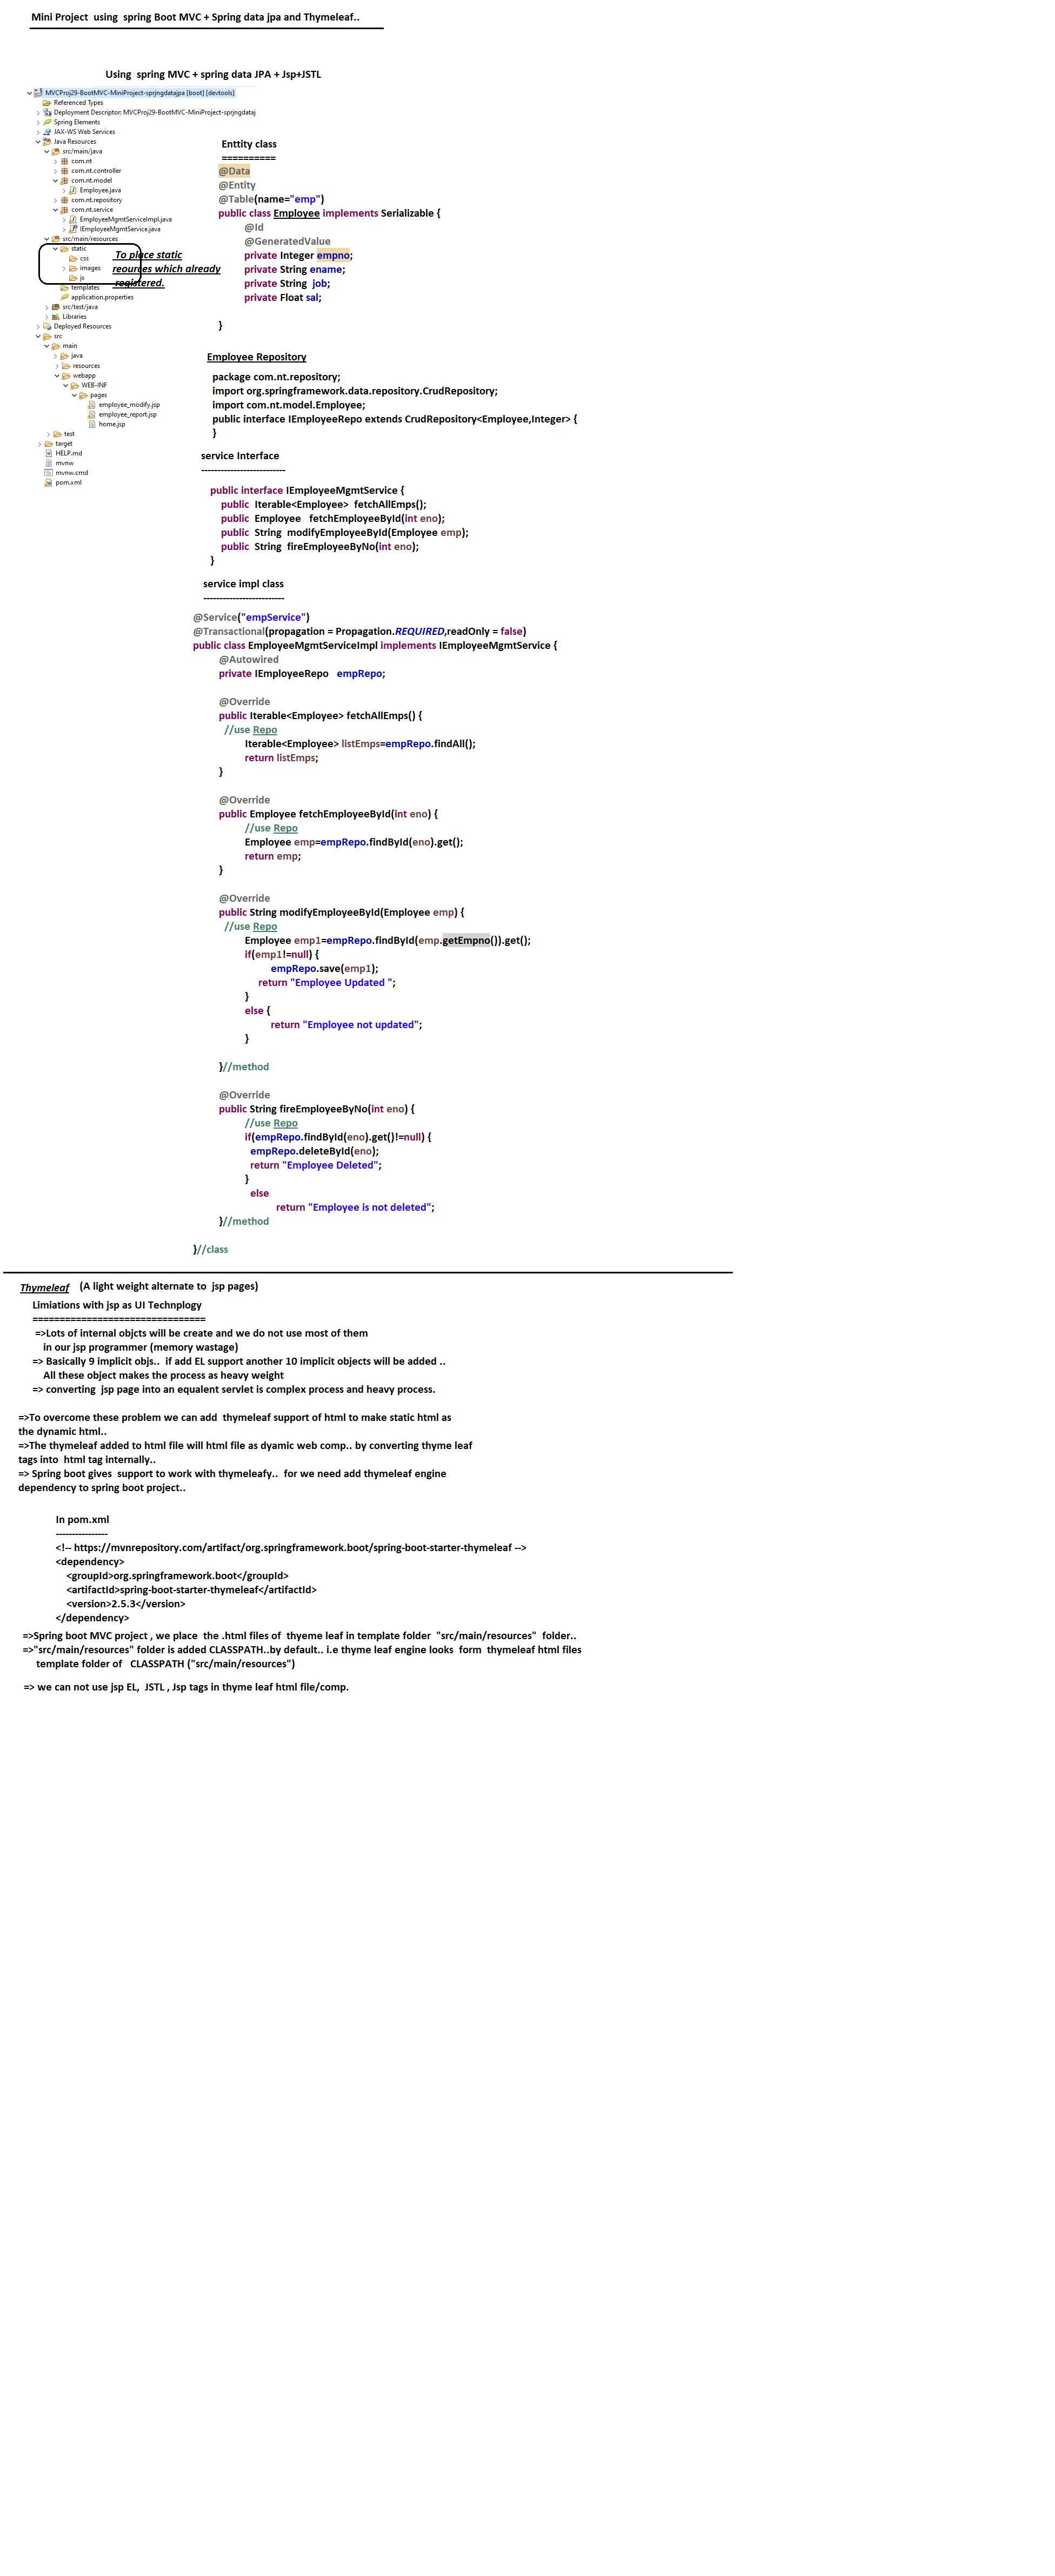 Mini Project  using  spring Boot MVC + Spring data jpa and Thymeleaf..
Using  spring MVC + spring data JPA + Jsp+JSTL
MVCProj29-BootMVC-MiniProject-sprjngdatajpa [boot] [devtools]
Referenced Types
Deployment Descriptor: MVCProj29-BootMVC-MiniProject-sprjngdataj
Spring Elements
JAX-WS Web Services
Java Resources
src/main/java
com.nt
com.nt.controller
com.nt.model
Employee.java
com.nt.repository
com.nt.service
EmployeeMgmtServiceImpl.java
IEmployeeMgmtService.java
src/main/resources
static
css
images
js
templates
application.properties
src/test/java
Libraries
Deployed Resources
src
main
java
resources
webapp
WEB-INF
pages
employee_modify.jsp
employee_report.jsp
home.jsp
test
target
HELP.md
mvnw
mvnw.cmd
pom.xml
To place static
reources which already
registered.
Enttity class
==========
@Data
@Entity
@Table(name="emp")
public class Employee implements Serializable {
@Id
@GeneratedValue
private Integer empno;
private String ename;
private String  job;
private Float sal;
}
Employee Repository
package com.nt.repository;
import org.springframework.data.repository.CrudRepository;
import com.nt.model.Employee;
public interface IEmployeeRepo extends CrudRepository<Employee,Integer> {
}
service Interface
--------------------------
public interface IEmployeeMgmtService {
public  Iterable<Employee>  fetchAllEmps();
public  Employee   fetchEmployeeById(int eno);
public  String  modifyEmployeeById(Employee emp);
public  String  fireEmployeeByNo(int eno);
}
service impl class
-------------------------
@Service("empService")
@Transactional(propagation = Propagation.REQUIRED,readOnly = false)
public class EmployeeMgmtServiceImpl implements IEmployeeMgmtService {
@Autowired
private IEmployeeRepo   empRepo;
@Override
public Iterable<Employee> fetchAllEmps() {
//use Repo
Iterable<Employee> listEmps=empRepo.findAll();
return listEmps;
}
@Override
public Employee fetchEmployeeById(int eno) {
//use Repo
Employee emp=empRepo.findById(eno).get();
return emp;
}
@Override
public String modifyEmployeeById(Employee emp) {
//use Repo
Employee emp1=empRepo.findById(emp.getEmpno()).get();
if(emp1!=null) {
empRepo.save(emp1);
return "Employee Updated ";
}
else {
return "Employee not updated";
}
}//method
@Override
public String fireEmployeeByNo(int eno) {
//use Repo
if(empRepo.findById(eno).get()!=null) {
empRepo.deleteById(eno);
return "Employee Deleted";
}
else
return "Employee is not deleted";
}//method
}//class
Thymeleaf   (A light weight alternate to  jsp pages)
Limiations with jsp as UI Technplogy
================================
=>Lots of internal objcts will be create and we do not use most of them
in our jsp programmer (memory wastage)
=> Basically 9 implicit objs..  if add EL support another 10 implicit objects will be added ..
All these object makes the process as heavy weight
=> converting  jsp page into an equalent servlet is complex process and heavy process.
=>To overcome these problem we can add  thymeleaf support of html to make static html as
the dynamic html..
=>The thymeleaf added to html file will html file as dyamic web comp.. by converting thyme leaf
tags into  html tag internally..
=> Spring boot gives  support to work with thymeleafy..  for we need add thymeleaf engine
dependency to spring boot project..
In pom.xml
----------------
<!-- https://mvnrepository.com/artifact/org.springframework.boot/spring-boot-starter-thymeleaf -->
<dependency>
<groupId>org.springframework.boot</groupId>
<artifactId>spring-boot-starter-thymeleaf</artifactId>
<version>2.5.3</version>
</dependency>
=>Spring boot MVC project , we place  the .html files of  thyeme leaf in template folder  "src/main/resources"  folder..
=>"src/main/resources" folder is added CLASSPATH..by default.. i.e thyme leaf engine looks  form  thymeleaf html files
template folder of   CLASSPATH ("src/main/resources")
=> we can not use jsp EL,  JSTL , Jsp tags in thyme leaf html file/comp.